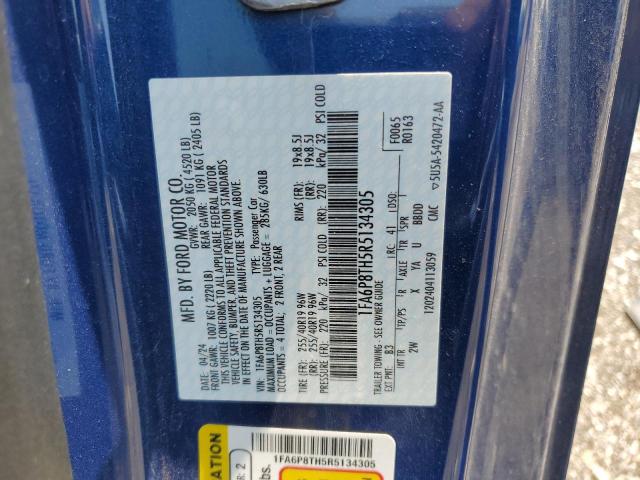 MFD. BY FORD MOTOR CO.
DATE: 04/24 GVWR: 2050 KG ( 4520 LB)
FRONT GAWR: 1007 KG ( 2220 LB) REAR GAWR: 1091 KG ( 2405 LB)
THIS VEHICLE CONFORMS TO ALL APPLICABLE FEDERAL MOTOR
VEHICLE SAFETY, BUMPER, AND THEFT PREVENTION STANDARDS
IN EFFECT ON THE DATE OF MANUFACTURE SHOWN ABOVE.
VIN: 1FA6P8TH5R5134305 TYPE: Passenger Car
MAXIMUM LOAD = OCCUPANTS + LUGGAGE = 285KG/ 630LB
OCCUPANTS: 4 TOTAL; 2 FRONT, 2 REAR
TIRE (FR): 255/40R19 96W RIMS (FR): 19x8.5J
(RR): 255/40R19 96W (RR): 19x8.5J
PRESSURE (FR): 220 kPa/ 32 PSI COLD (RR): 220 kPa/ 32 PSI COLD
1FA6P8TH5R5134305
TRAILER TOWING: SEE OWNER GUIDE F0065
EXT PNT: B3 RC: 41 DSO: R0163
INT TR TP/PS R AXLE TR SPR
2W X YA U BBDD
1202404113059 CMC 5U5A-5420472-AA
1FA6P8TH5R5134305
R: 2
bs.